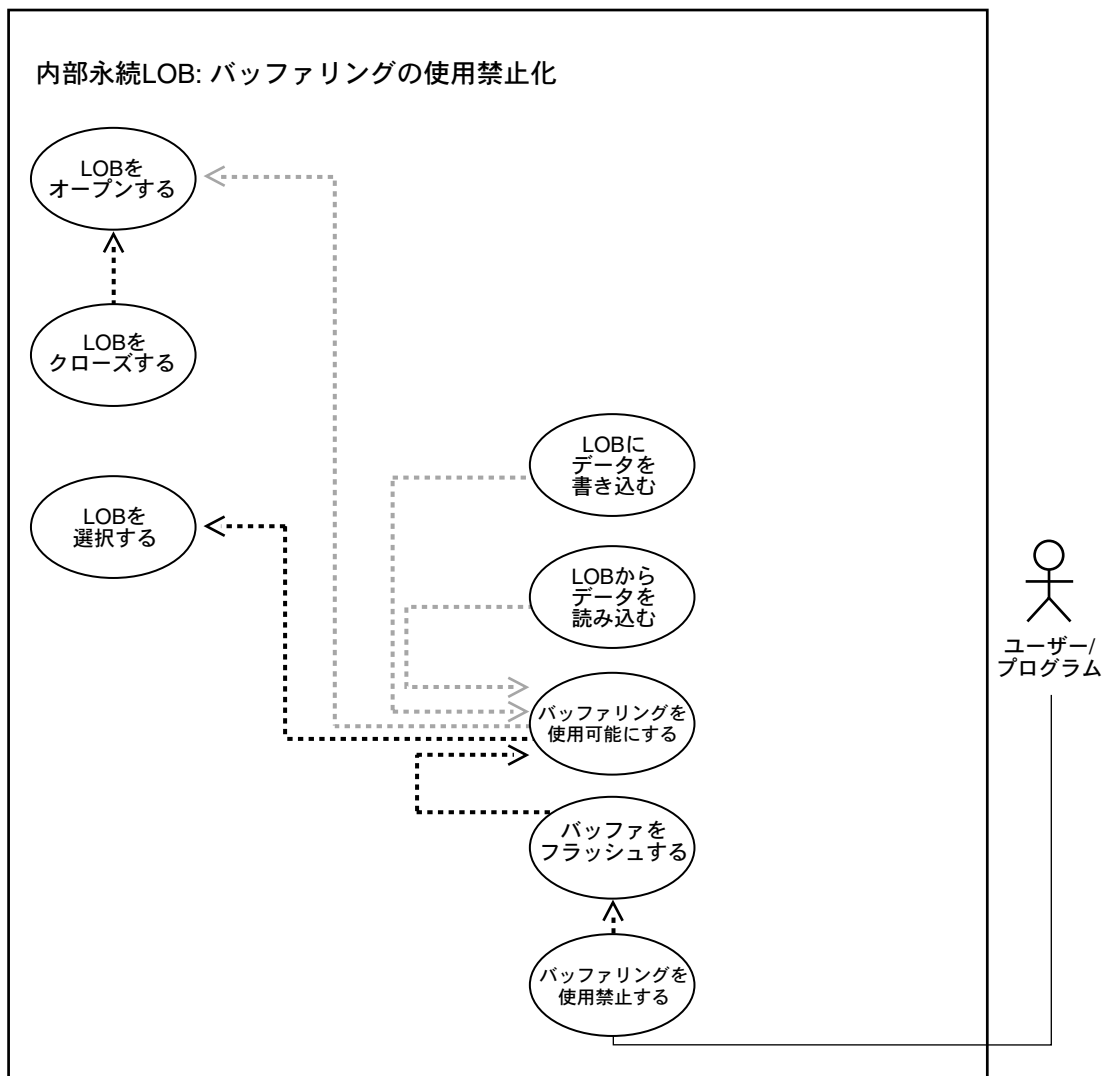 内部永続LOB: バッファリングの使用禁止化
LOBを
オープンする
LOBを
クローズする
LOBに
データを
書き込む
LOBを
選択する
LOBから
データを
読み込む
ユーザー/
プログラム
バッファリングを
使用可能にする
バッファを
フラッシュする
バッファリングを
使用禁止する